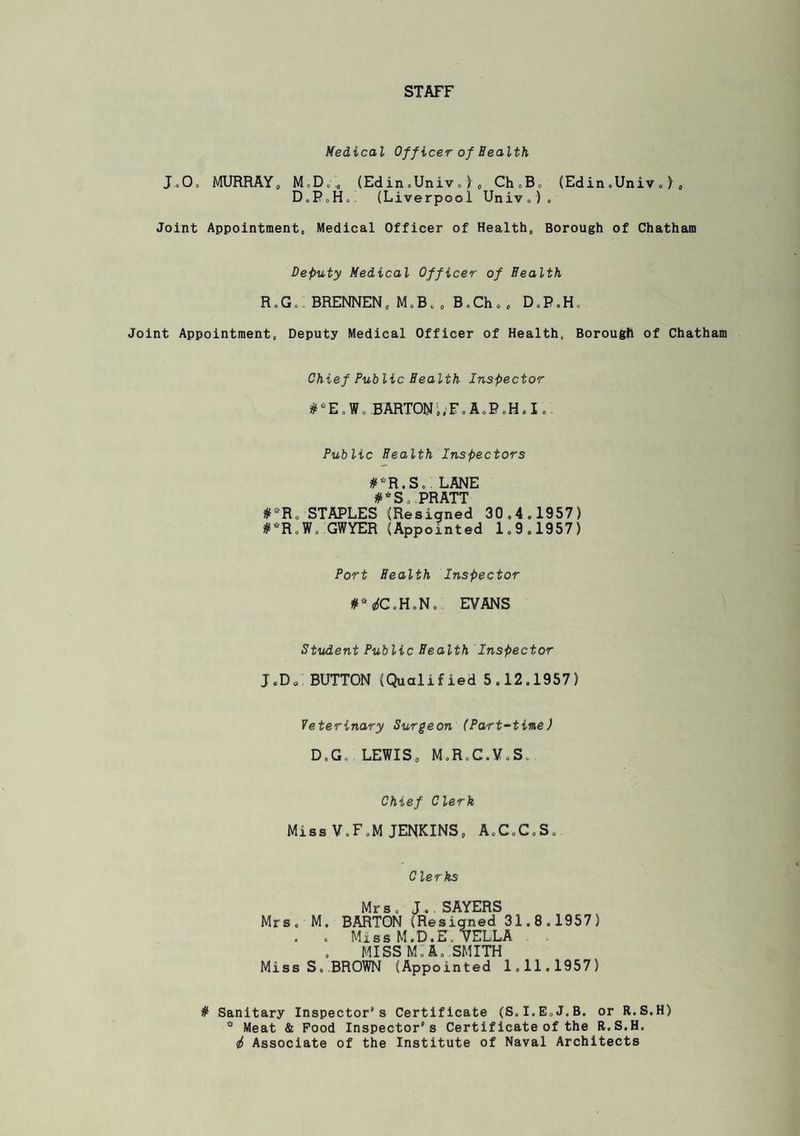 STAFF
Medical Officer of Health
J.O. MURRAY, M.D., (Edin.Univ.), Ch.B. (Edin.Univ.),
D.P.H. (Liverpool Univ.).
Joint Appointment, Medical Officer of Health, Borough of Chatham
Deputy Medical Officer of Health
R.G. BRENNEN, M.B., B.Ch., D.P.H.
Joint Appointment, Deputy Medical Officer of Health, Borough of Chatham
Chief Public Health Inspector
#°E.W. BARTON, F.A.P.H.I.
Public Health Inspectors
#°R.S. LANE
#°S. PRATT
#°R. STAPLES (Resigned 30.4.1957)
#°R.W. GWYER (Appointed 1.9.1957)
Port Health Inspector
#°ȼC.H.N. EVANS
Student Public Health Inspector
J.D. BUTTON (Qualified 5.12.1957)
Veterinary Surgeon (Part-time)
D.G. LEWIS, M.R.C.V.S.
Chief Clerk
Miss V.F.M JENKINS, A.C.C.S.
Clerks
Mrs. J. SAYERS
Mrs. M. BARTON (Resigned 31.8.1957)
Miss M.D.E. VELLA
MISS M.A. SMITH
Miss S. BROWN (Appointed 1.11.1957)
# Sanitary Inspector's Certificate (S.I.E.J.B. or R.S.H)
° Meat & Food Inspector's Certificate of the R.S.H.
ȼ Associate of the Institute of Naval Architects